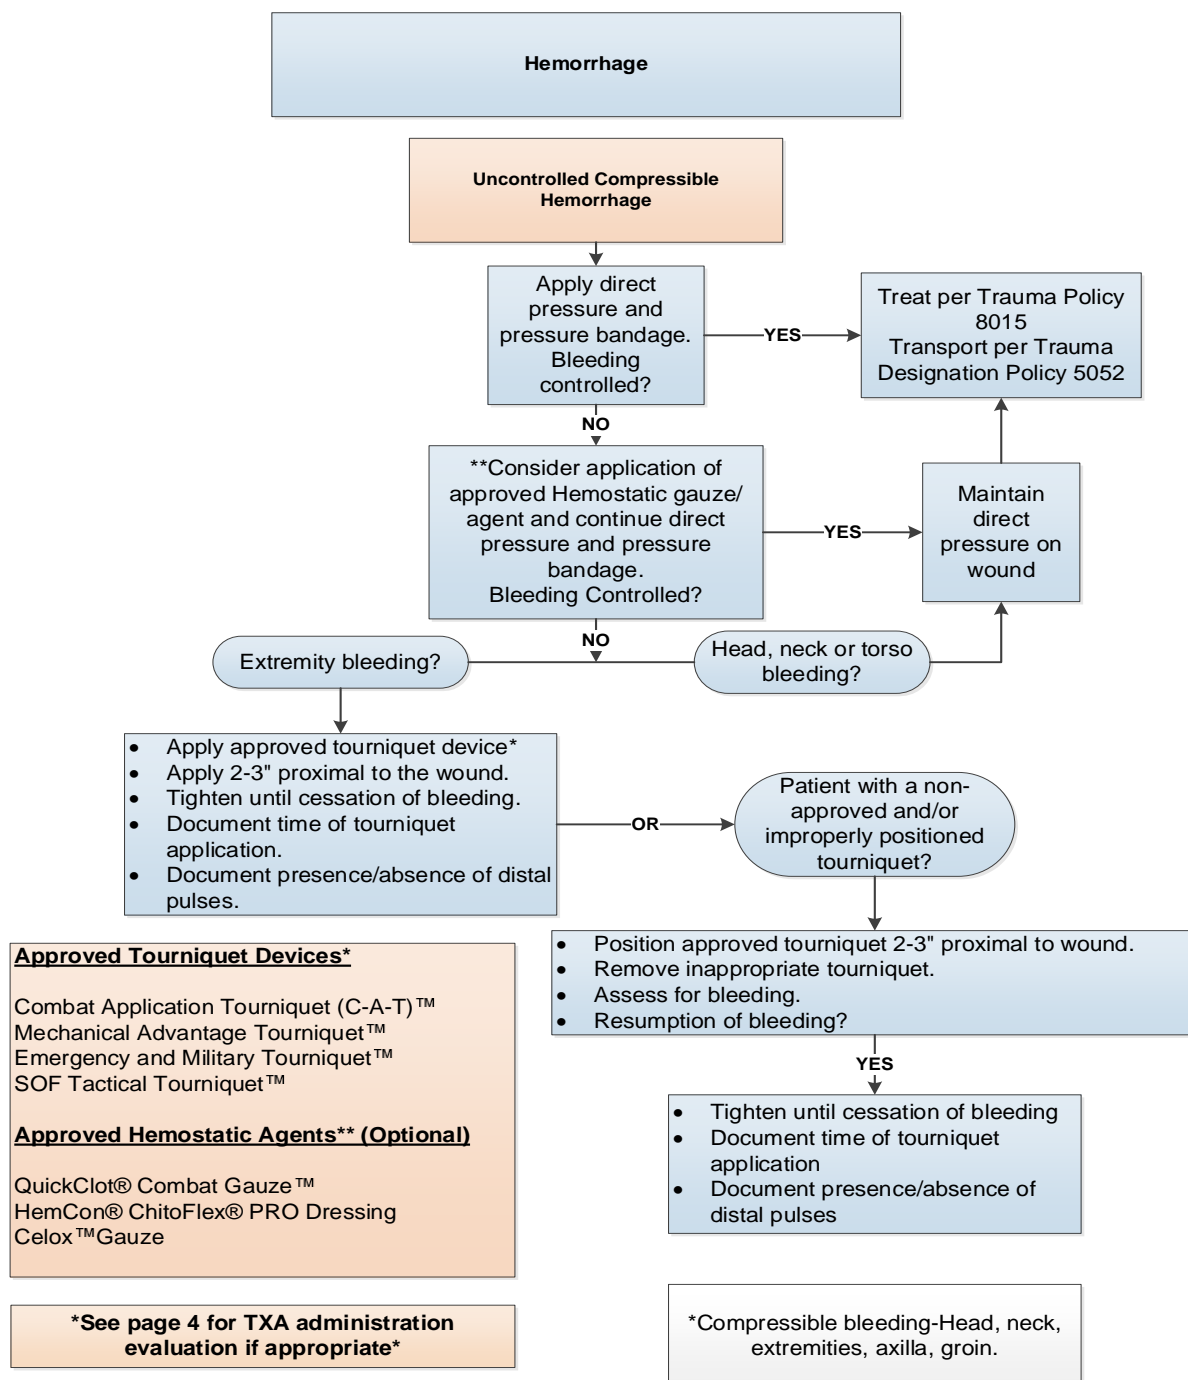 Hemorrhage
Uncontrolled Compressible
Hemorrhage
Apply direct
pressure and
pressure bandage.
Bleeding
controlled?
YES
Treat per Trauma Policy
8015
Transport per Trauma
Designation Policy 5052
NO
**Consider application of
approved Hemostatic gauze/
agent and continue direct
pressure and pressure
bandage.
Bleeding Controlled?
YES
Maintain
direct
pressure on
wound
NO
Extremity bleeding?
Head, neck or torso
bleeding?
• Apply approved tourniquet device*
• Apply 2-3" proximal to the wound.
• Tighten until cessation of bleeding.
• Document time of tourniquet
application.
• Document presence/absence of distal
pulses.
OR
Patient with a non-
approved and/or
improperly positioned
tourniquet?
• Position approved tourniquet 2-3" proximal to wound.
• Remove inappropriate tourniquet.
• Assess for bleeding.
• Resumption of bleeding?
YES
• Tighten until cessation of bleeding
• Document time of tourniquet
application
• Document presence/absence of
distal pulses
Approved Tourniquet Devices*
Combat Application Tourniquet (C-A-T)™
Mechanical Advantage Tourniquet™
Emergency and Military Tourniquet™
SOF Tactical Tourniquet™
Approved Hemostatic Agents** (Optional)
QuickClot® Combat Gauze™
HemCon® ChitoFlex® PRO Dressing
Celox™Gauze
*See page 4 for TXA administration
evaluation if appropriate*
*Compressible bleeding-Head, neck,
extremities, axilla, groin.